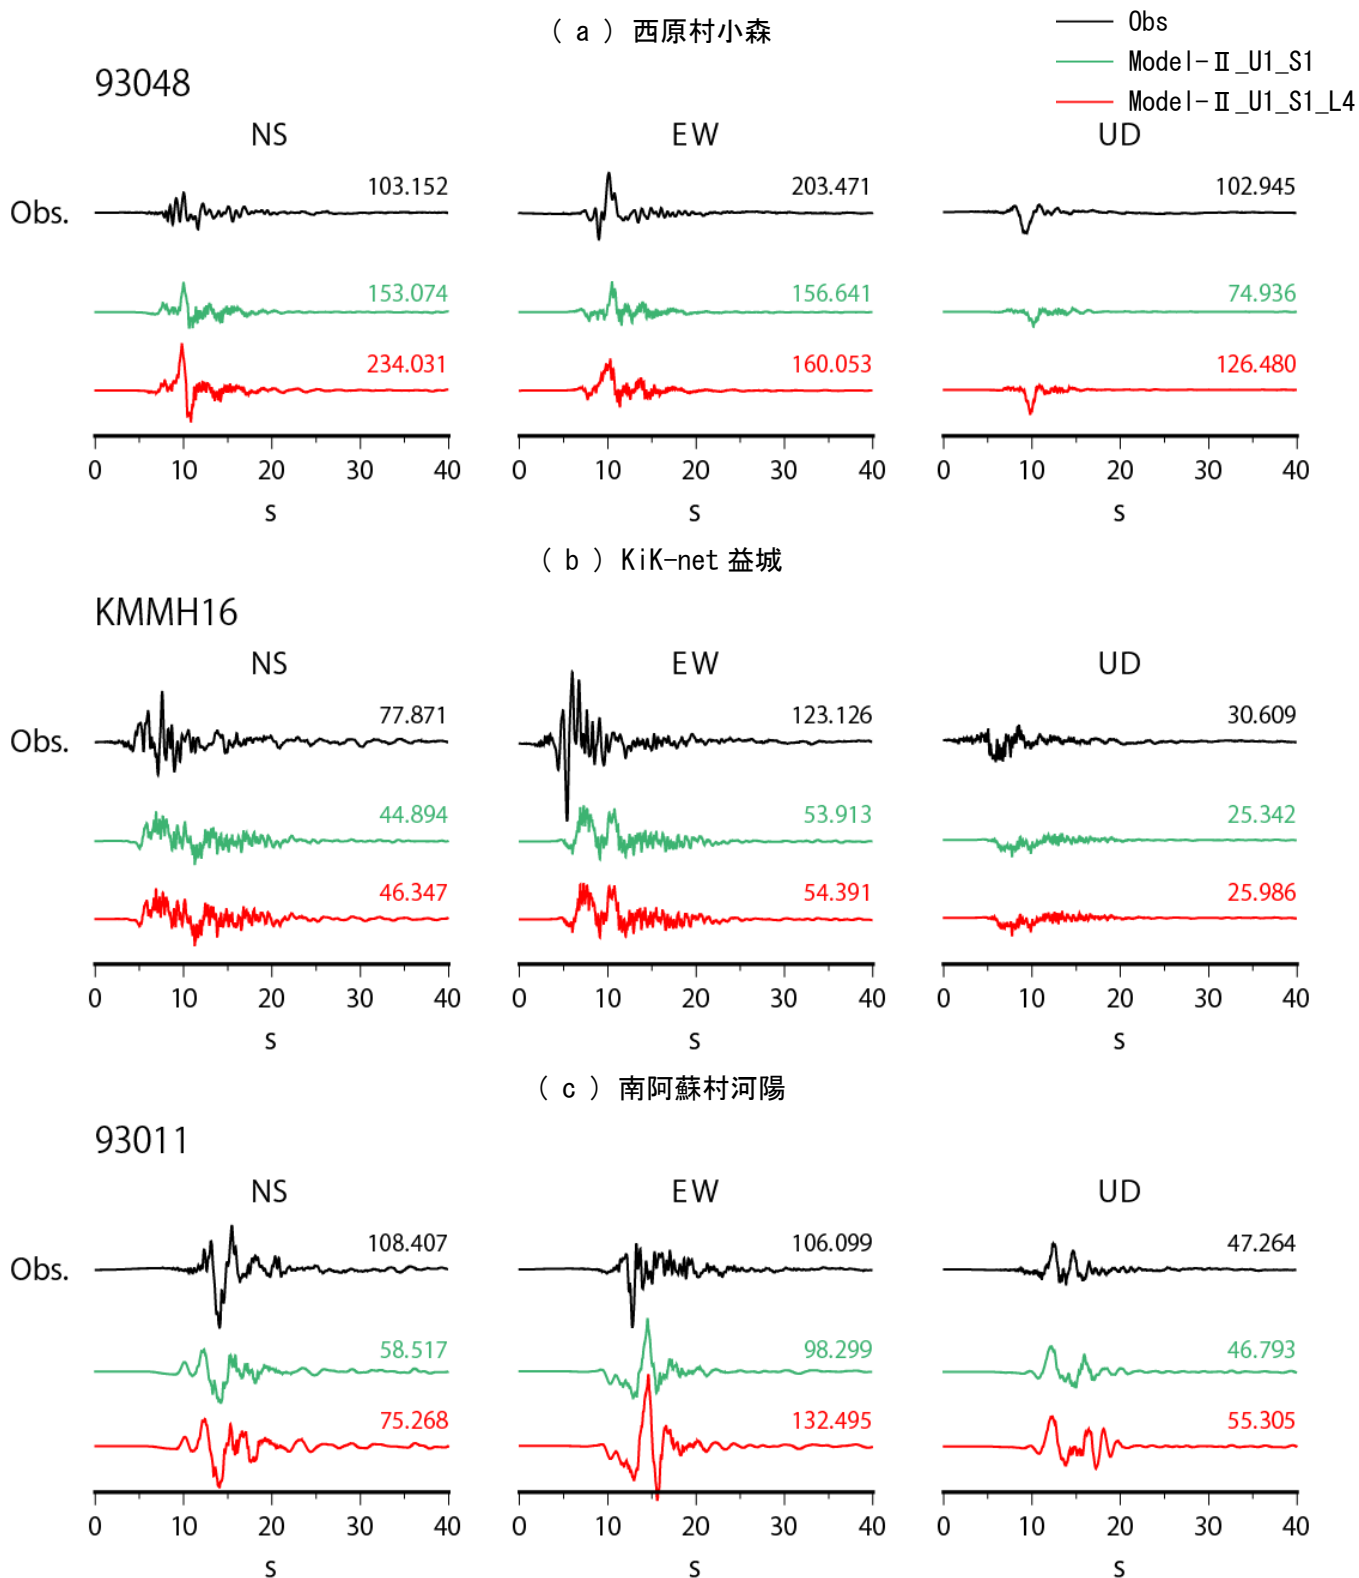 ( a ) 西原村小森
Obs
Model-Ⅱ_U1_S1
Model-Ⅱ_U1_S1_L4
93048
NS EW UD
Obs. 103.152 203.471 102.945
153.074 156.641 74.936
234.031 160.053 126.480
0 10 20 30 40 0 10 20 30 40 0 10 20 30 40
s s s
( b ) KiK-net 益城
KMMH16
NS EW UD
Obs. 77.871 123.126 30.609
44.894 53.913 25.342
46.347 54.391 25.986
0 10 20 30 40 0 10 20 30 40 0 10 20 30 40
s s s
( c ) 南阿蘇村河陽
93011
NS EW UD
Obs. 108.407 106.099 47.264
58.517 98.299 46.793
75.268 132.495 55.305
0 10 20 30 40 0 10 20 30 40 0 10 20 30 40
s s s